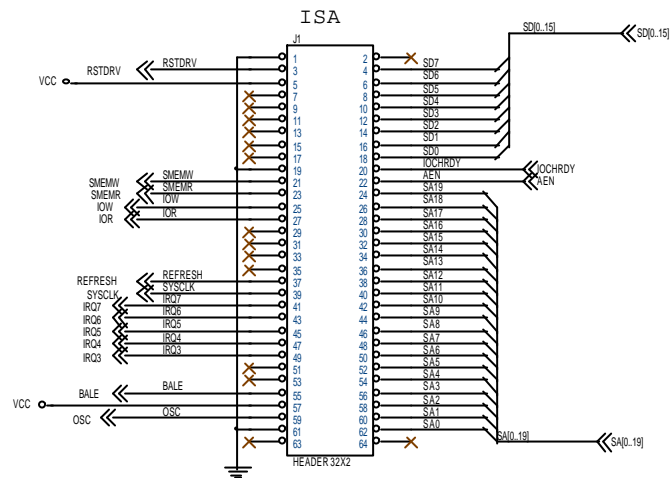 ISA
J1
SD[0..15]
SD[0..15]
1 2
RSTDRV RSTDRV 3 4 SD7
VCC 5 6 SD6
7 8 SD5
9 10 SD4
11 12 SD3
13 14 SD2
15 16 SD1
17 18 SD0
19 20 IOCHRDY IOCHRDY
SMEMW SMEMW 21 22 AEN AEN
SMEMR SMEMR 23 24 SA19
IOW IOW 25 26 SA18
IOR IOR 27 28 SA17
29 30 SA16
31 32 SA15
33 34 SA14
35 36 SA13
REFRESH REFRESH 37 38 SA12
SYSCLK SYSCLK 39 40 SA11
IRQ7 IRQ7 41 42 SA10
IRQ6 IRQ6 43 44 SA9
IRQ5 IRQ5 45 46 SA8
IRQ4 IRQ4 47 48 SA7
IRQ3 IRQ3 49 50 SA6
51 52 SA5
53 54 SA4
BALE BALE 55 56 SA3
VCC 57 58 SA2
OSC OSC 59 60 SA1
61 62 SA0
63 64
SA[0..19] SA[0..19]
HEADER 32X2